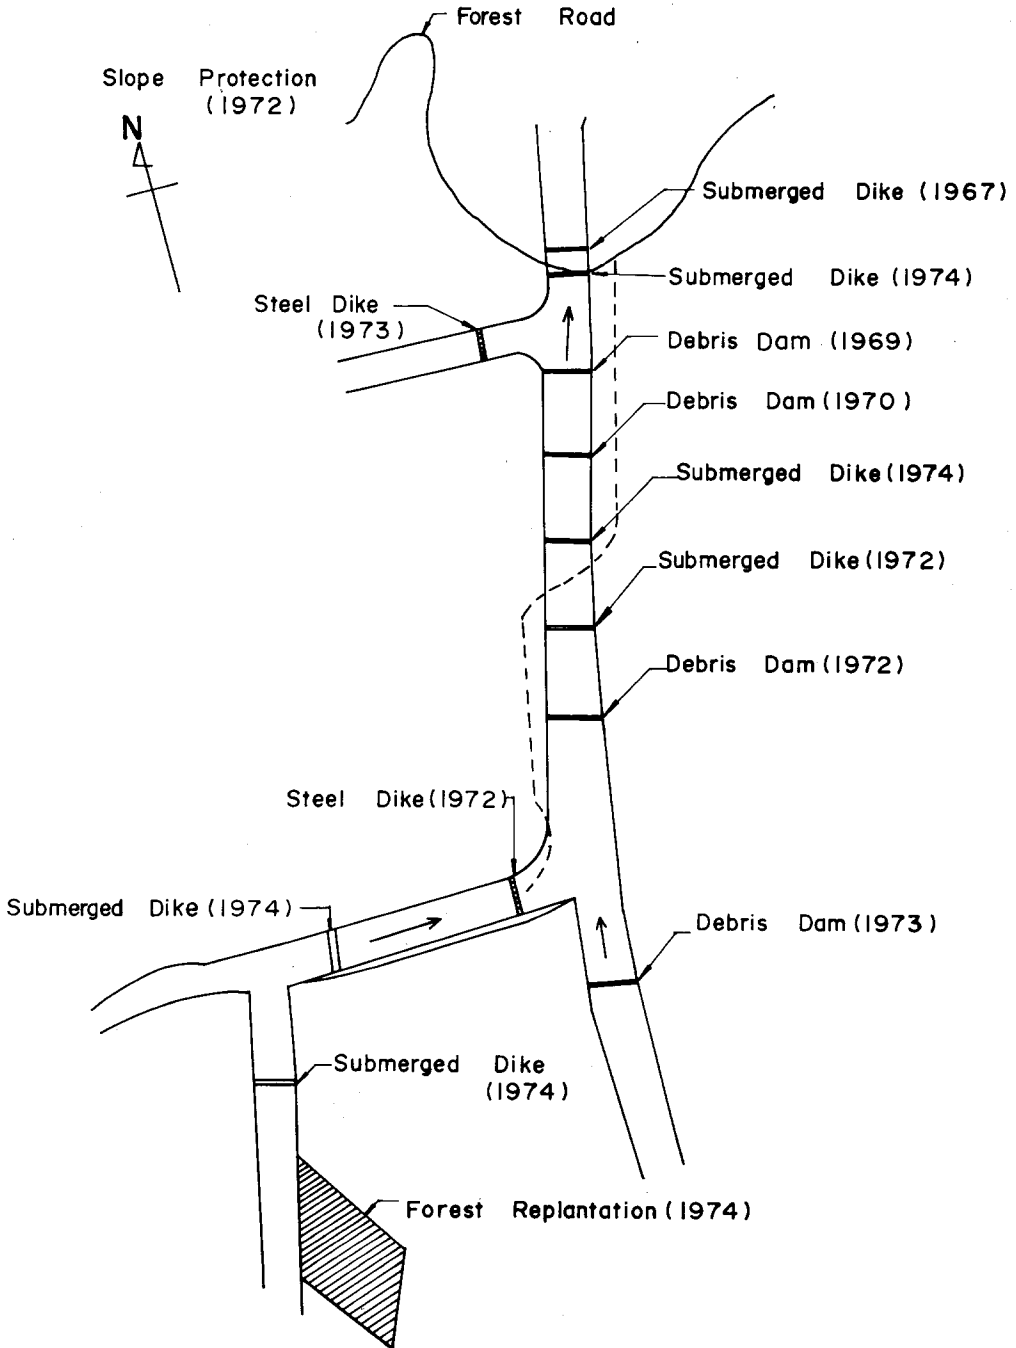 Forest Road
Slope Protection
(1972)
N
Submerged Dike (1967)
Submerged Dike (1974)
Steel Dike
(1973)
Debris Dam (1969)
Debris Dam (1970)
Submerged Dike (1974)
Submerged Dike (1972)
Debris Dam (1972)
Steel Dike (1972)
Submerged Dike (1974)
Debris Dam (1973)
Submerged Dike
(1974)
Forest Replantation (1974)